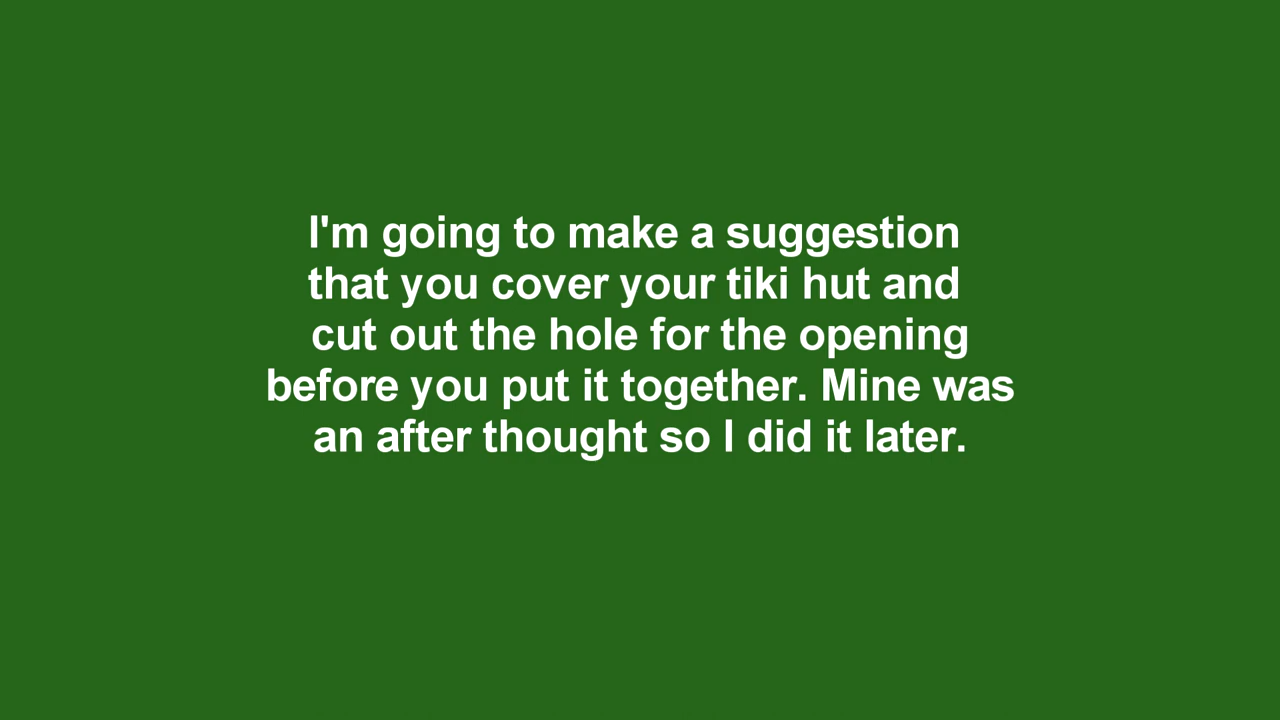 I'm going to make a suggestion
that you cover your tiki hut and
cut out the hole for the opening
before you put it together. Mine was
an after thought so I did it later.